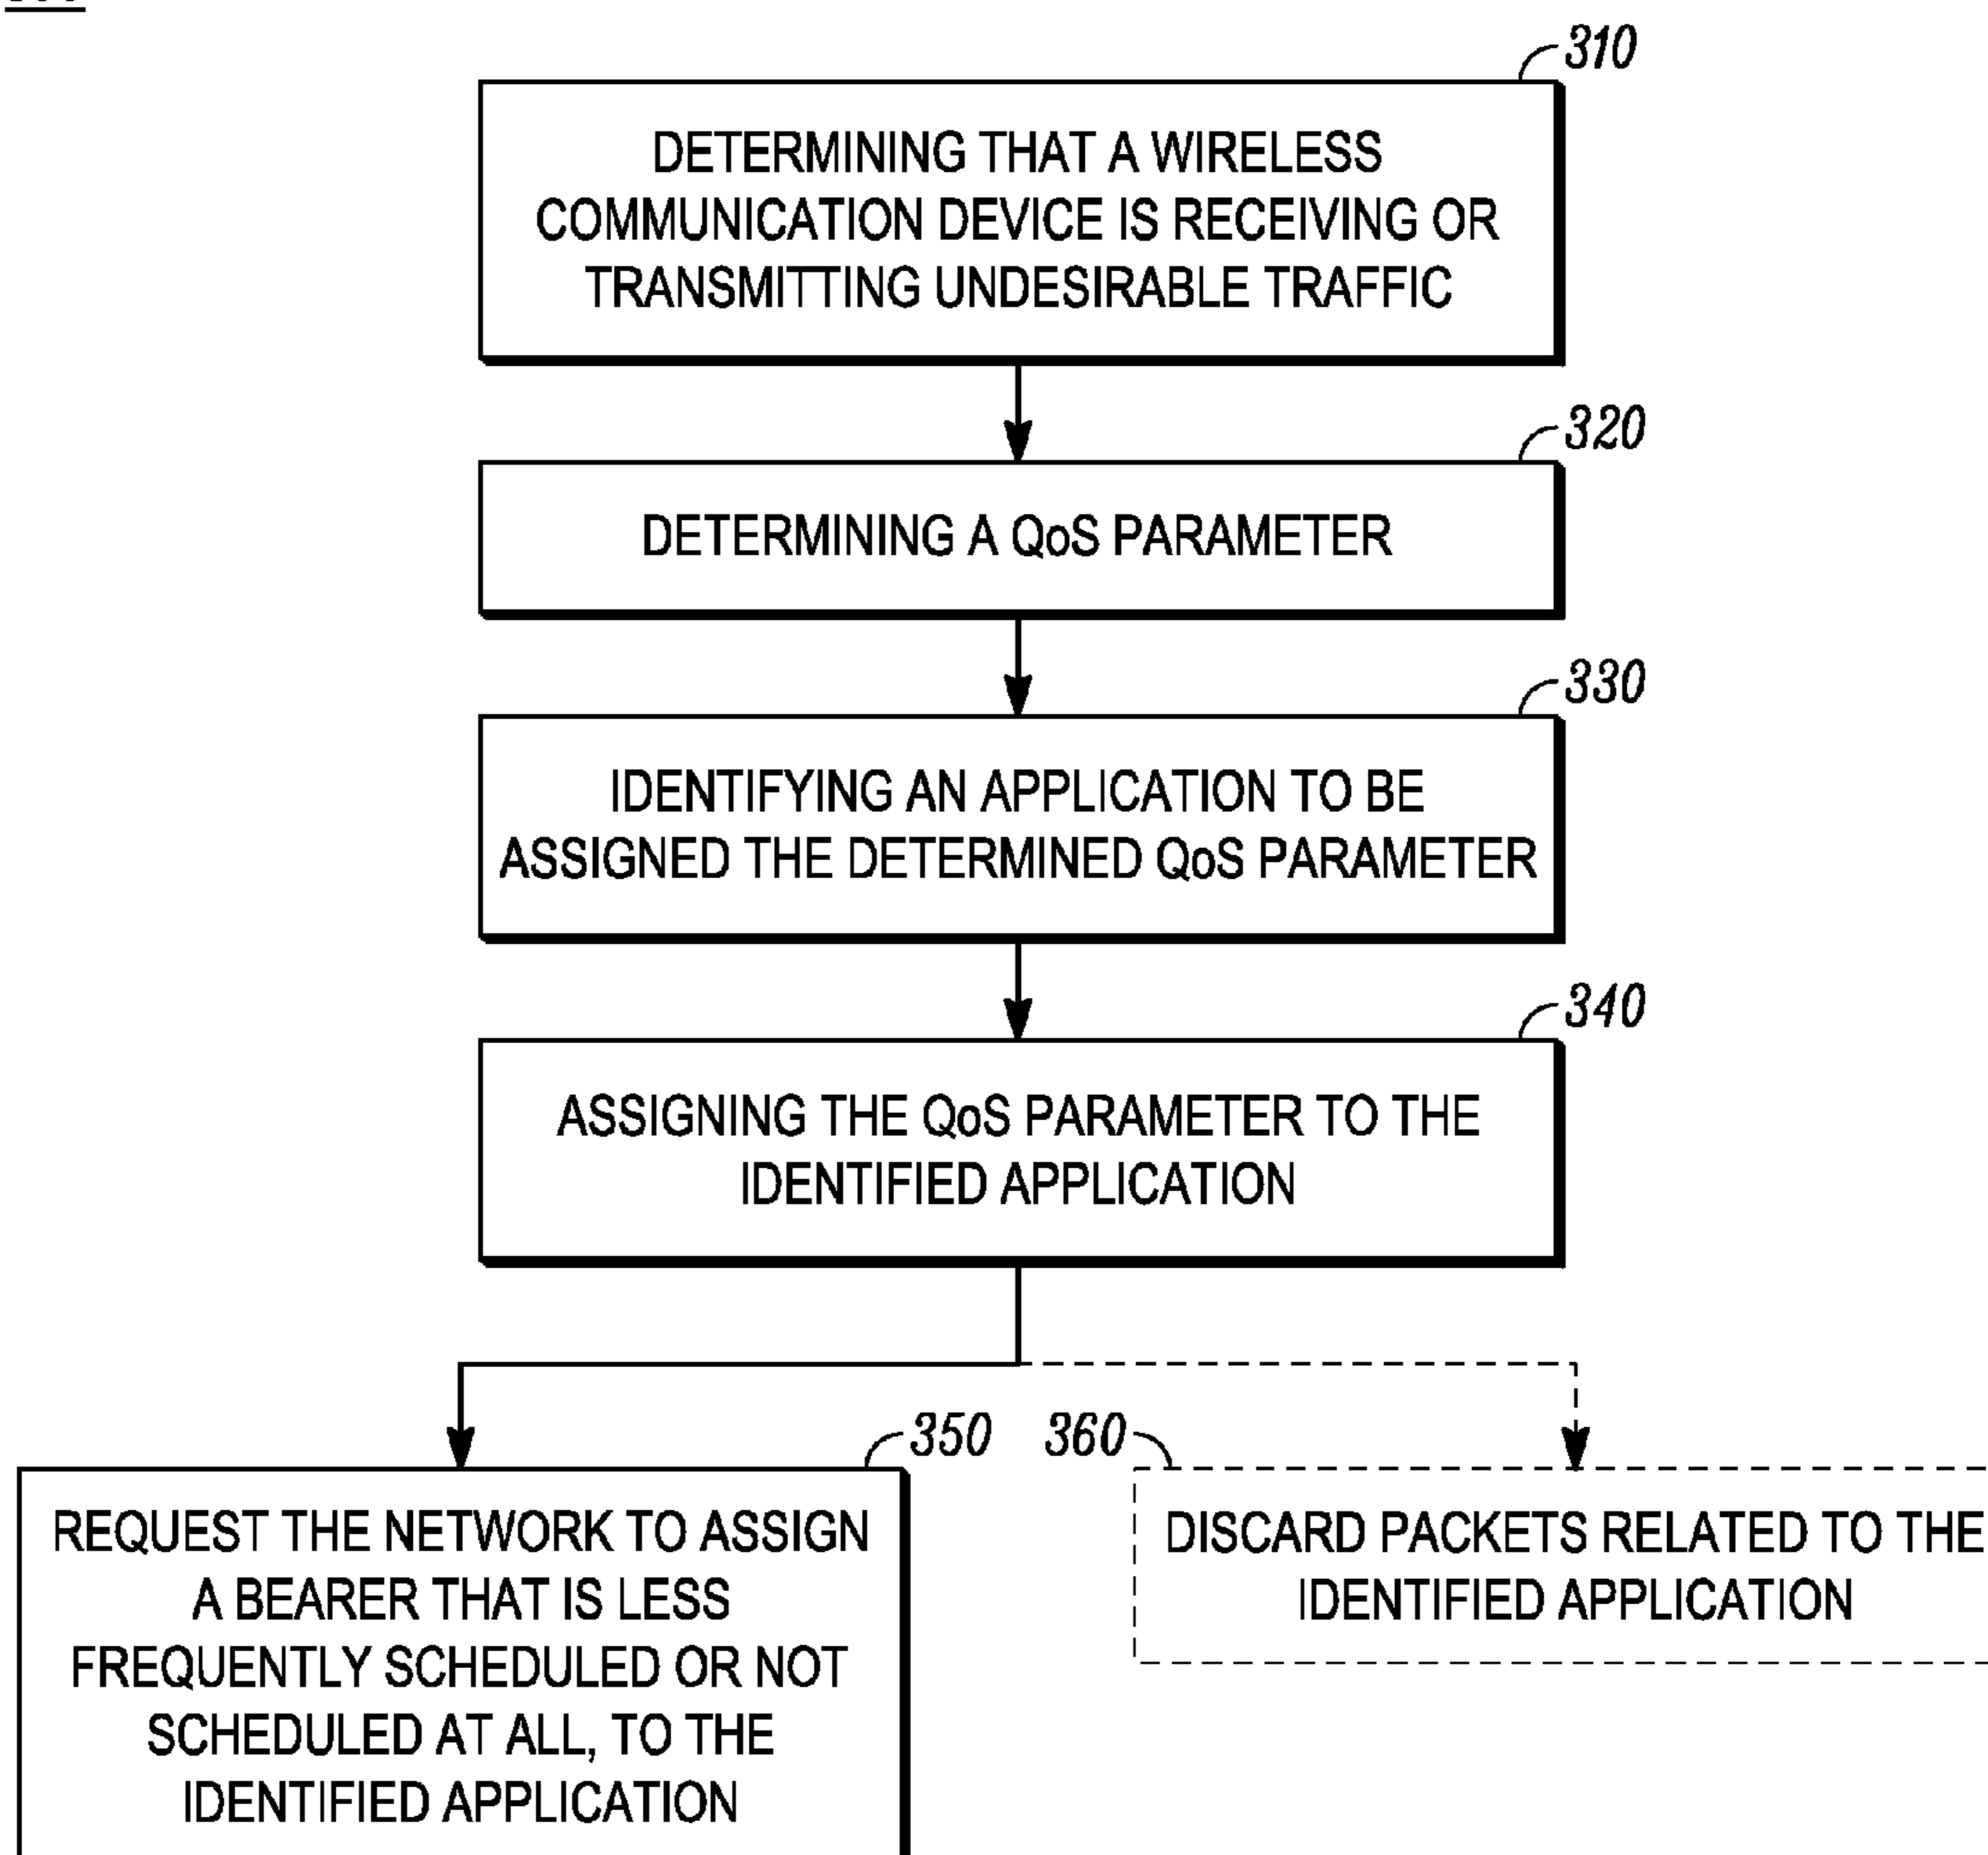 310
DETERMINING THAT A WIRELESS
COMMUNICATION DEVICE IS RECEIVING OR
TRANSMITTING UNDESIRABLE TRAFFIC
320
DETERMINING A QoS PARAMETER
330
IDENTIFYING AN APPLICATION TO BE
ASSIGNED THE DETERMINED QoS PARAMETER
340
ASSIGNING THE QoS PARAMETER TO THE
IDENTIFIED APPLICATION
350
REQUEST THE NETWORK TO ASSIGN
A BEARER THAT IS LESS
FREQUENTLY SCHEDULED OR NOT
SCHEDULED AT ALL, TO THE
IDENTIFIED APPLICATION
360
DISCARD PACKETS RELATED TO THE
IDENTIFIED APPLICATION